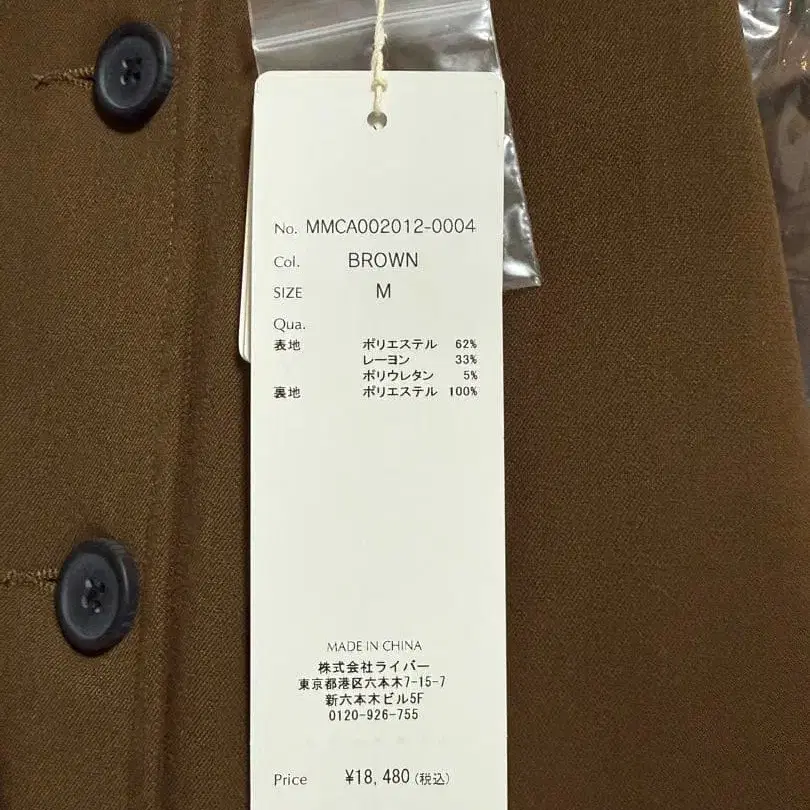 No. MMCA002012-0004
Col. BROWN
SIZE M
Qua.
表地 ポリエステル 62%
レーヨン 33%
ポリウレタン 5%
裏地 ポリエステル 100%
MADE IN CHINA
株式会社ライバー
東京都港区六本木7-15-7
新六本木ビル5F
0120-926-755
Price ¥18,480(税込)